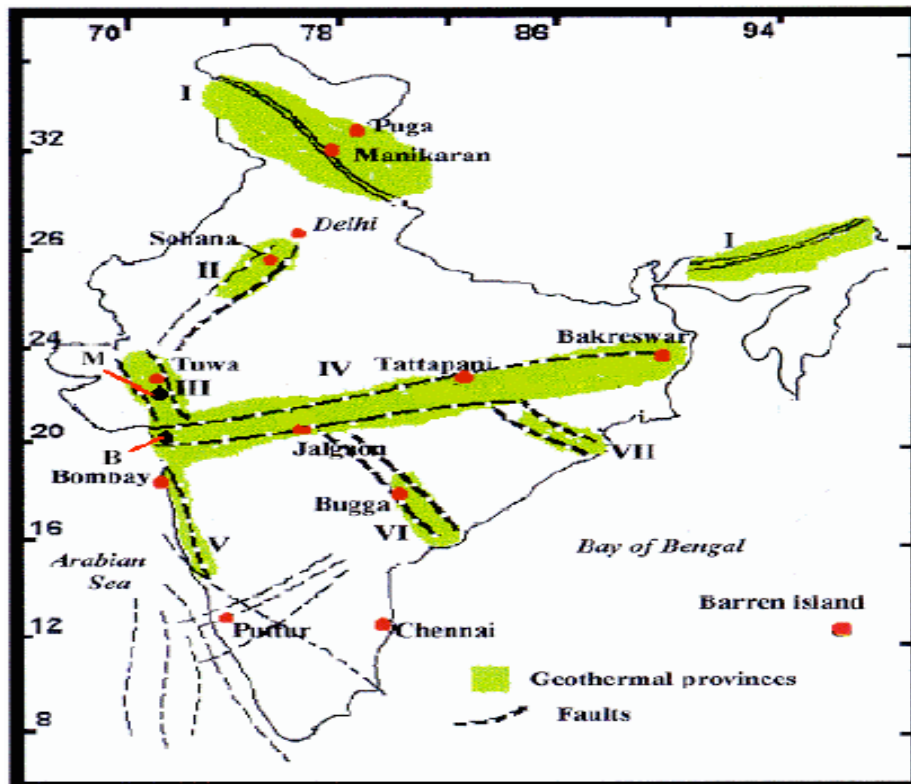 70 78 86 94
I
Puga
32
Manikaran
Delhi
26
Sohana
I
II
24
Bakreswar
M
Tuwa
IV
Tattapani
III
20
B
Jalgaon
VII
Bombay
Bugga
16
V
VI
Bay of Bengal
Arabian
Sea
Barren island
12
Puttur
Chennai
Geothermal provinces
8
Faults